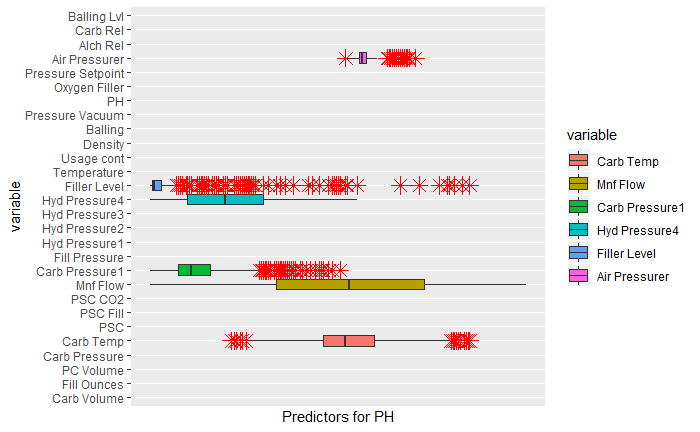 Balling Lvl
Carb Rel
Alch Rel
Air Pressurer
Pressure Setpoint
Oxygen Filler
PH
Pressure Vacuum
Balling
Density
Usage cont
Temperature
Filler Level
Hyd Pressure4
Hyd Pressure3
Hyd Pressure2
Hyd Pressure1
Fill Pressure
Carb Pressure1
Mnf Flow
PSC CO2
PSC Fill
PSC
Carb Temp
Carb Pressure
PC Volume
Fill Ounces
Carb Volume
variable
Predictors for PH
variable
Carb Temp
Mnf Flow
Carb Pressure1
Hyd Pressure4
Filler Level
Air Pressurer